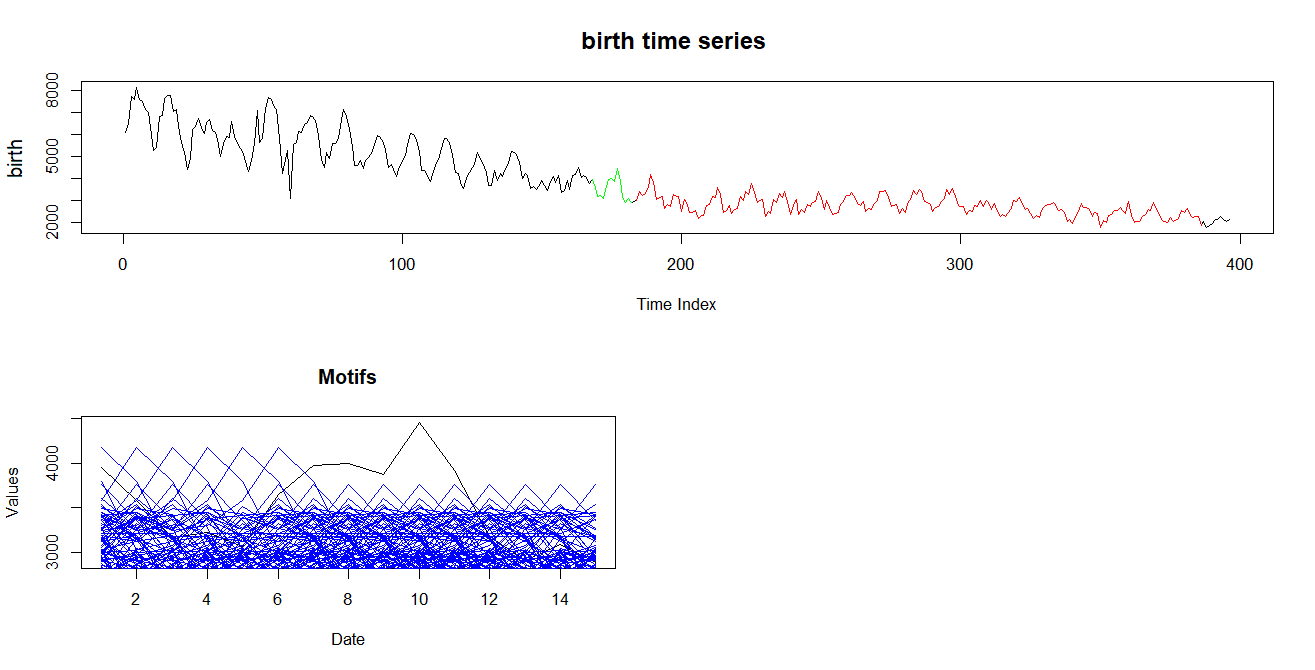 birth time series
birth
8000
5000
2000
0 100 200 300 400
Time Index
Motifs
Values
4000
3000
2 4 6 8 10 12 14
Date